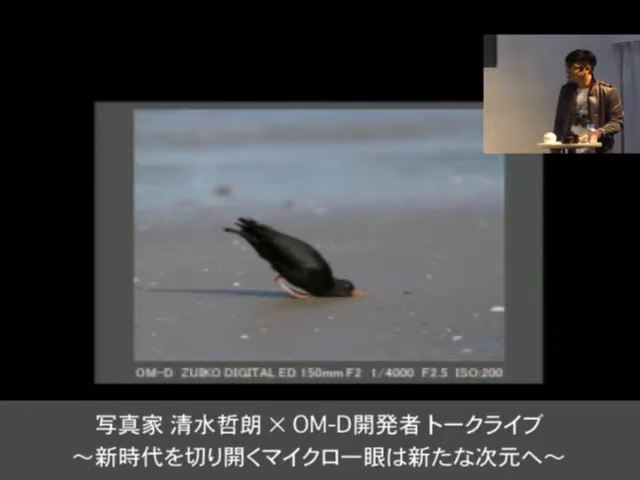 OM-D ZUIKO DIGITAL ED 150mm F2 1/4000 F2.5 ISO:200
写真家 清水哲朗 × OM-D開発者 トークライブ
～新時代を切り開くマイクロ一眼は新たな次元へ～